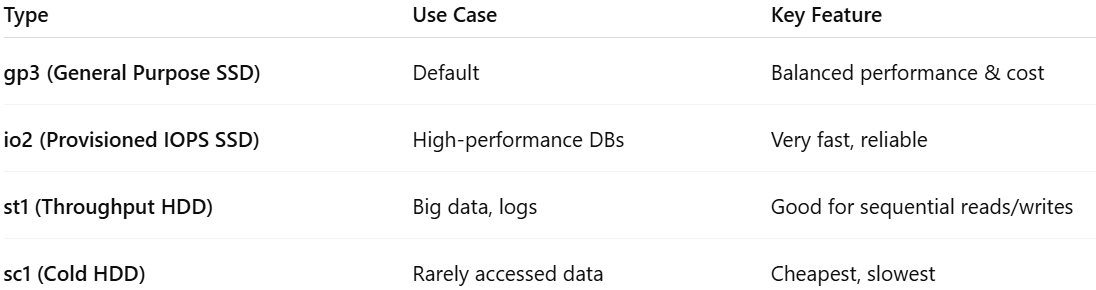 Type Use Case Key Feature
gp3 (General Purpose SSD) Default Balanced performance & cost
io2 (Provisioned IOPS SSD) High-performance DBs Very fast, reliable
st1 (Throughput HDD) Big data, logs Good for sequential reads/writes
sc1 (Cold HDD) Rarely accessed data Cheapest, slowest